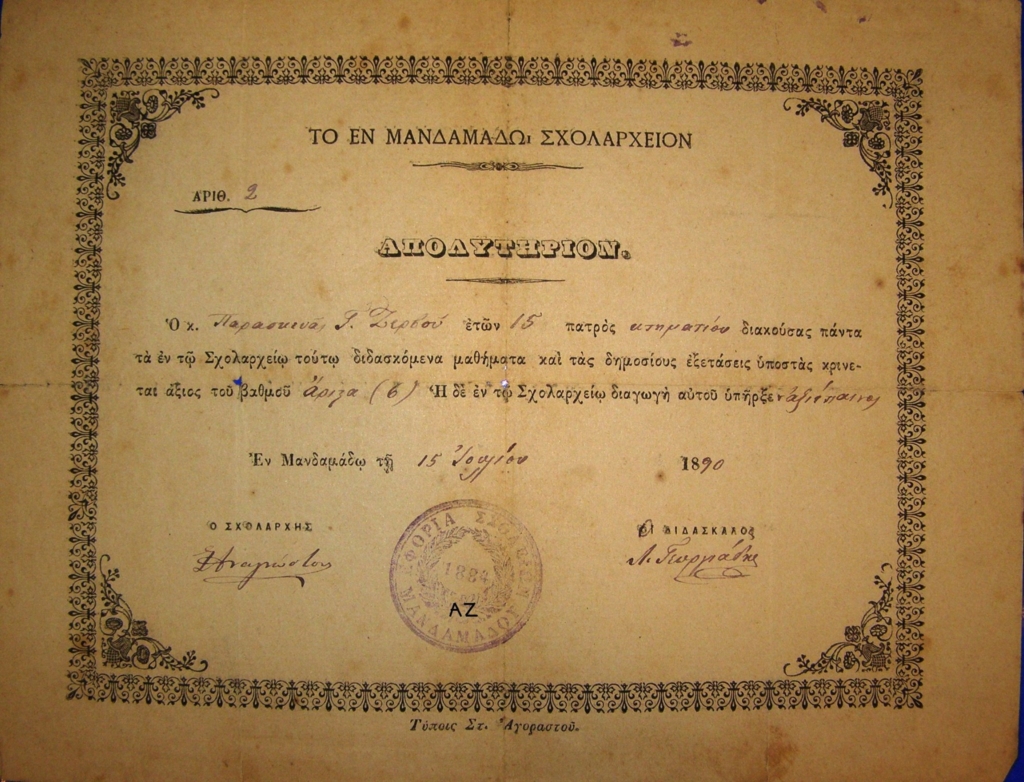 ΤΟ ΕΝ ΜΑΝΔΑΜΑΔΩι ΣΧΟΛΑΡΧΕΙΟΝ
ΑΡΙΘ. 2
ΑΠΟΛΥΤΗΡΙΟΝ.
Ὁ κ. Παρασκευᾶς Γ. Ζερβοῦ ἐτῶν 15 πατρὸς κτηματίου διακούσας πάντα
τὰ ἐν τῷ Σχολαρχείῳ τούτῳ διδασκόμενα μαθήματα καὶ τὰς δημοσίους ἐξετάσεις ὑποστὰς κρίνε-
ται ἄξιος τοῦ βαθμοῦ ἄριστα (6) Ἡ δὲ ἐν τῷ Σχολαρχείῳ διαγωγὴ αὐτοῦ ὑπῆρξεν ἀξιέπαινος
Ἐν Μανδαμάδῳ τῇ 15 Ἰουλίου 1890
Ο ΣΧΟΛΑΡΧΗΣ
Ο ΔΙΔΑΣΚΑΛΟΣ
ΕΦΟΡΙΑ ΣΧΟΛΕΙΩΝ
1884
ΜΑΝΔΑΜΑΔΟΥ
AZ
Τύποις Στ. Ἀγοραστοῦ.